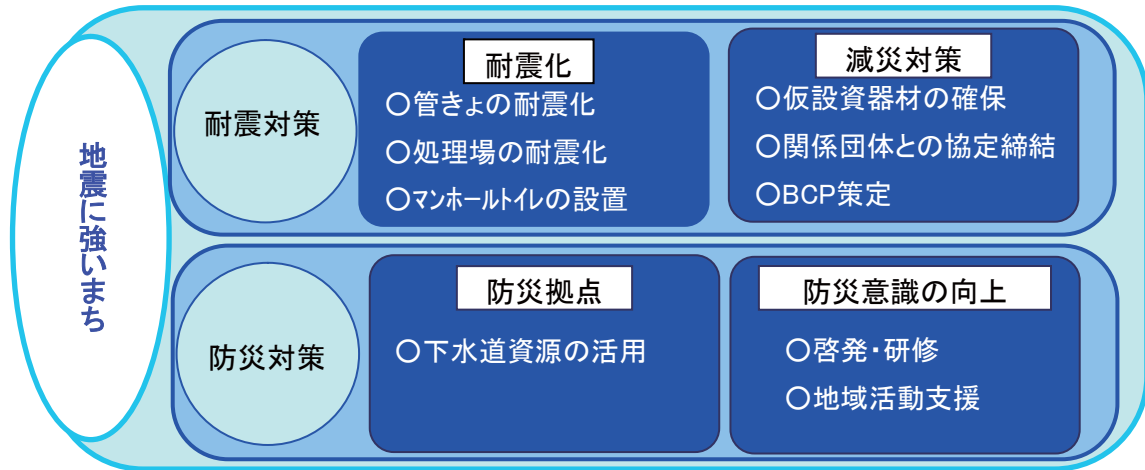 地震に強いまち
耐震対策
耐震化
○管きょの耐震化
○処理場の耐震化
○マンホールトイレの設置
減災対策
○仮設資器材の確保
○関係団体との協定締結
○BCP策定
防災対策
防災拠点
○下水道資源の活用
防災意識の向上
○啓発・研修
○地域活動支援